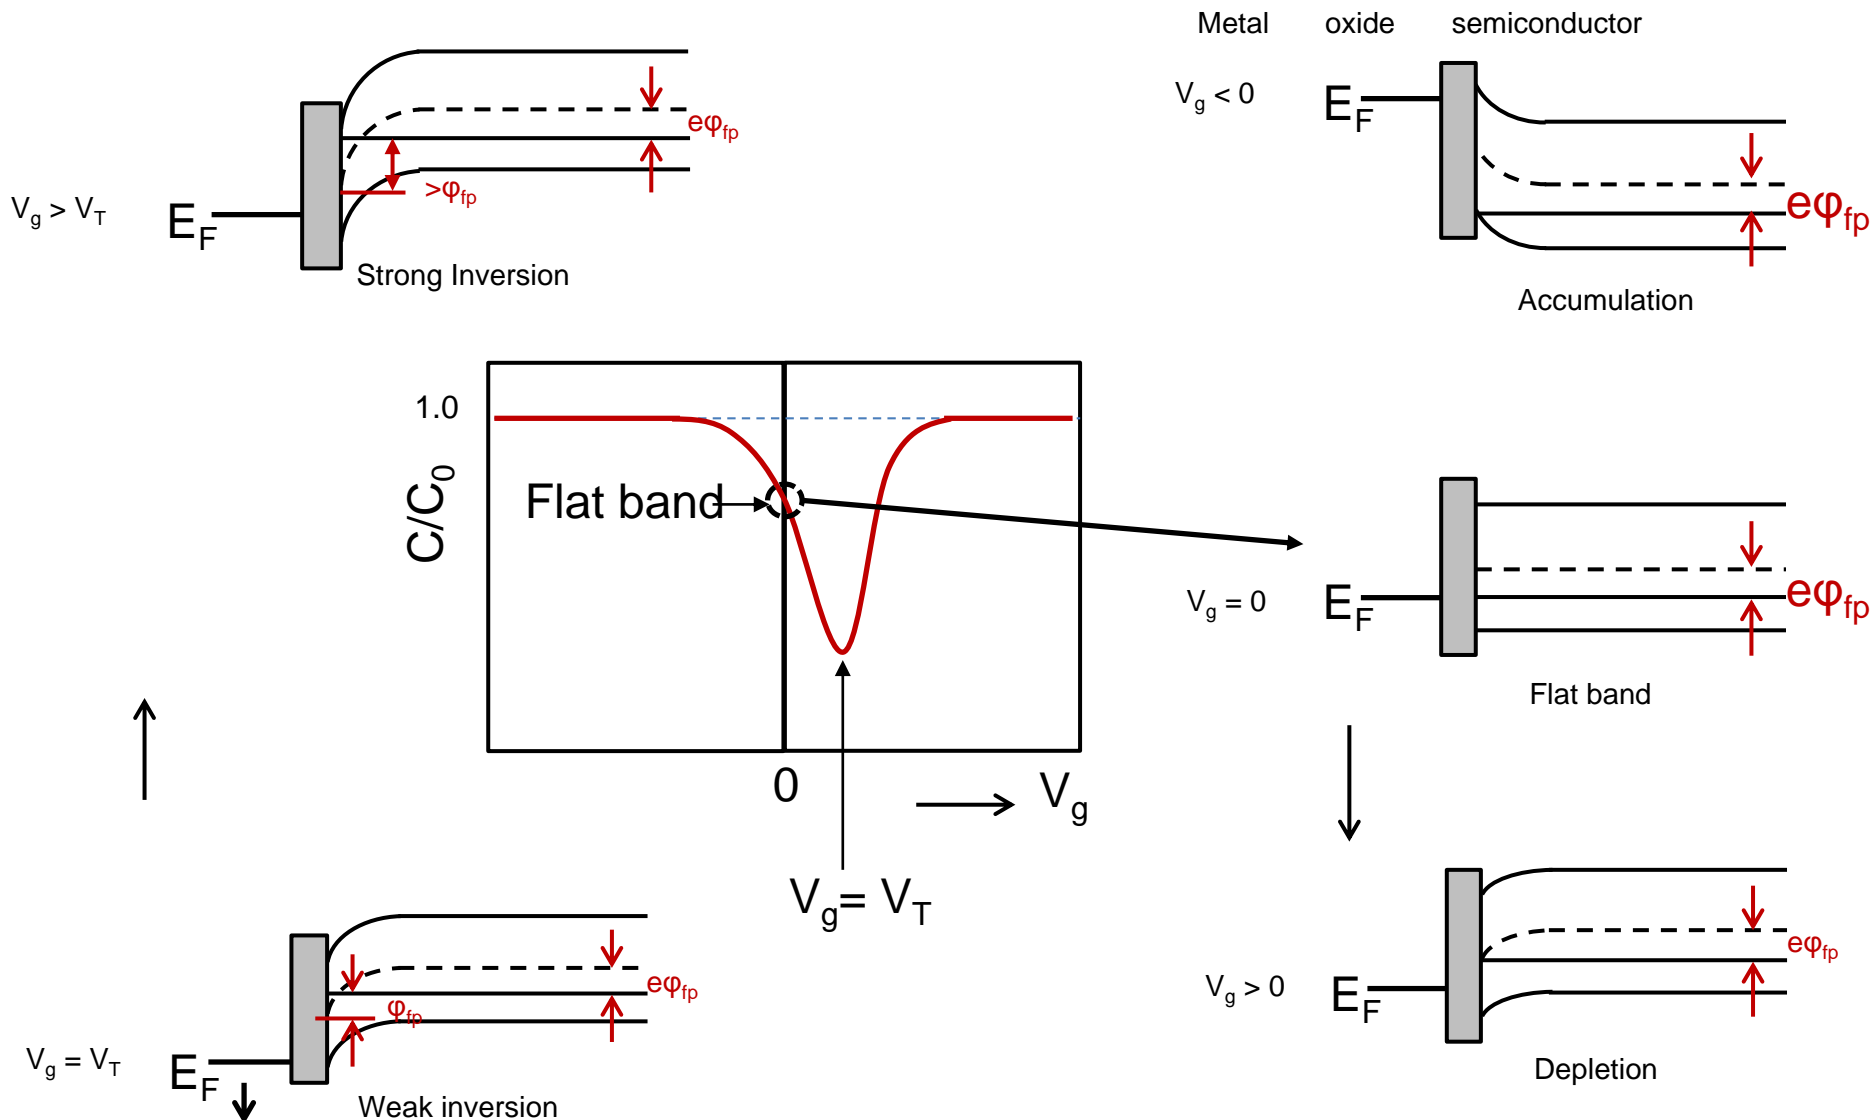 Metal oxide semiconductor
V_g < 0
E_F
eφ_fp
Accumulation
V_g > V_T
E_F
eφ_fp
>φ_fp
Strong Inversion
1.0
C/C_0
Flat band
0
V_g
V_g = V_T
V_g = 0
E_F
eφ_fp
Flat band
V_g > 0
E_F
eφ_fp
Depletion
V_g = V_T
E_F
φ_fp
eφ_fp
Weak inversion